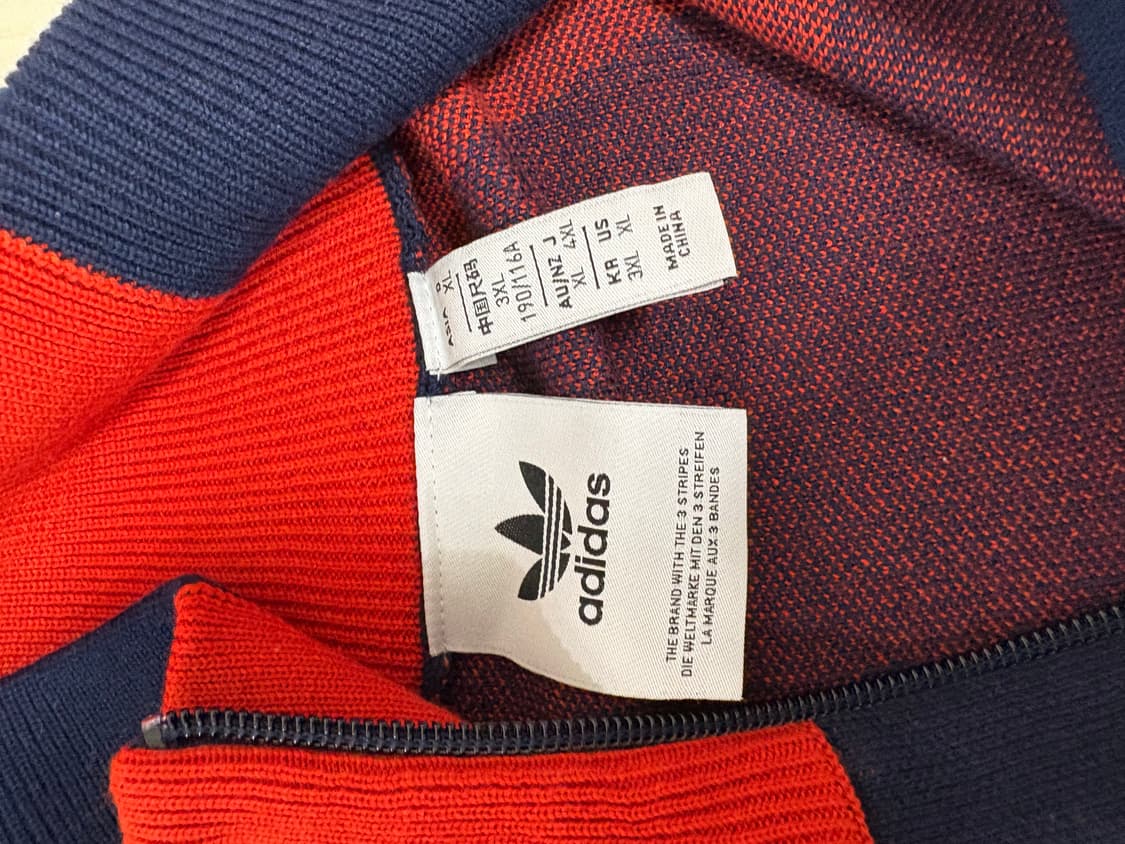 ASIA XL
中国尺码
3XL
190/116A
AU/NZ J
XL 4XL
KR US
3XL XL
MADE IN
CHINA
adidas
THE BRAND WITH THE 3 STRIPES
DIE WELTMARKE MIT DEN 3 STREIFEN
LA MARQUE AUX 3 BANDES